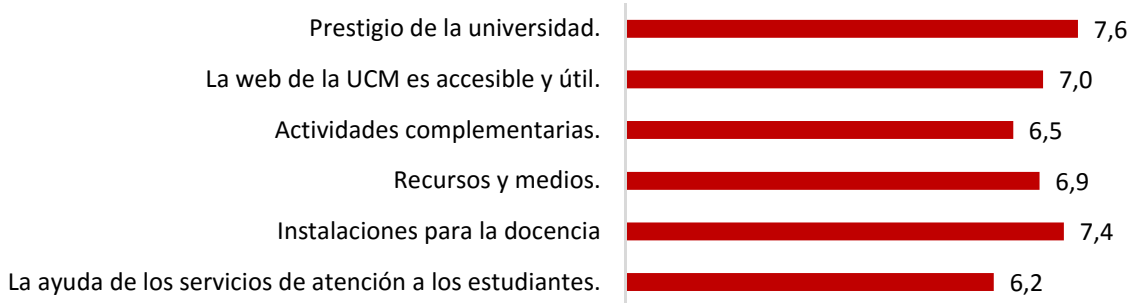 Prestigio de la universidad. 7,6
La web de la UCM es accesible y útil. 7,0
Actividades complementarias. 6,5
Recursos y medios. 6,9
Instalaciones para la docencia 7,4
La ayuda de los servicios de atención a los estudiantes. 6,2